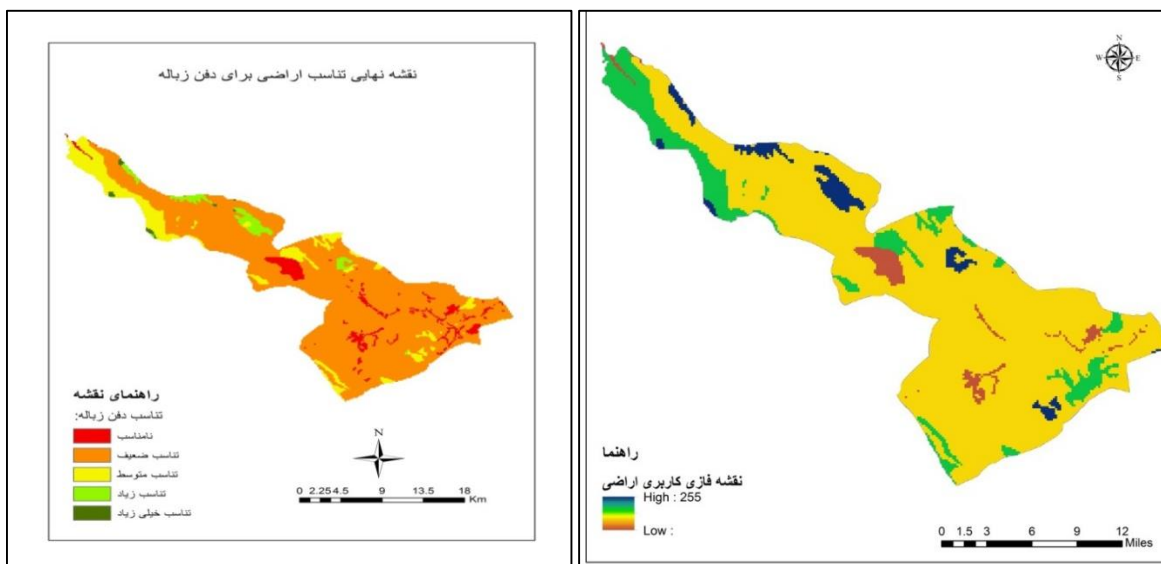 نقشه نهایی تناسب اراضی برای دفن زباله
راهنمای نقشه
تناسب دفن زباله:
نامناسب
تناسب ضعیف
تناسب متوسط
تناسب زیاد
تناسب خیلی زیاد
N
0 2.25 4.5 9 13.5 18
Km
N
W E
S
راهنما
نقشه فازی کاربری اراضی
High : 255
Low :
0 1.5 3 6 9 12
Miles